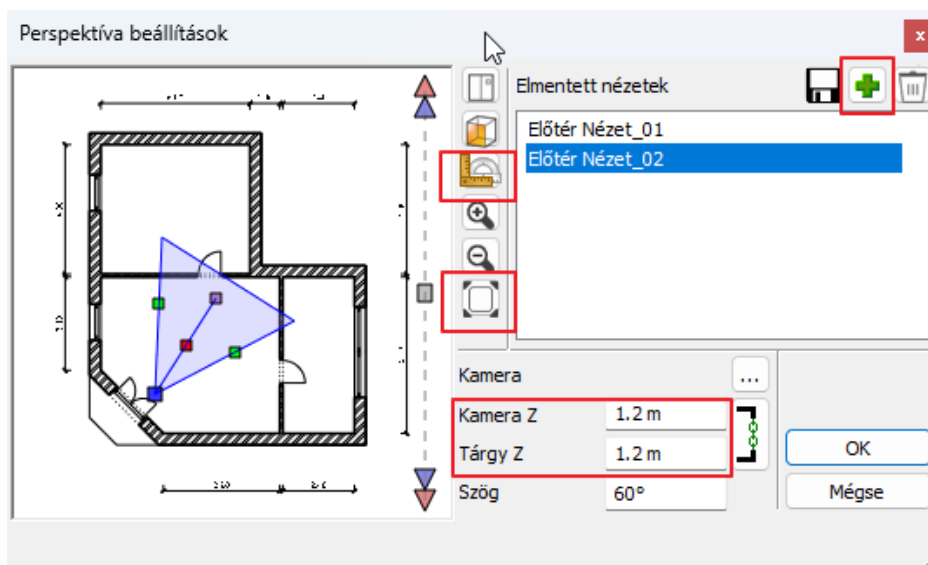 Perspektíva beállítások
x
Elmentett nézetek
Előtér Nézet_01
Előtér Nézet_02
Kamera
...
Kamera Z 1.2 m
Tárgy Z 1.2 m
OK
Szög 60°
Mégse